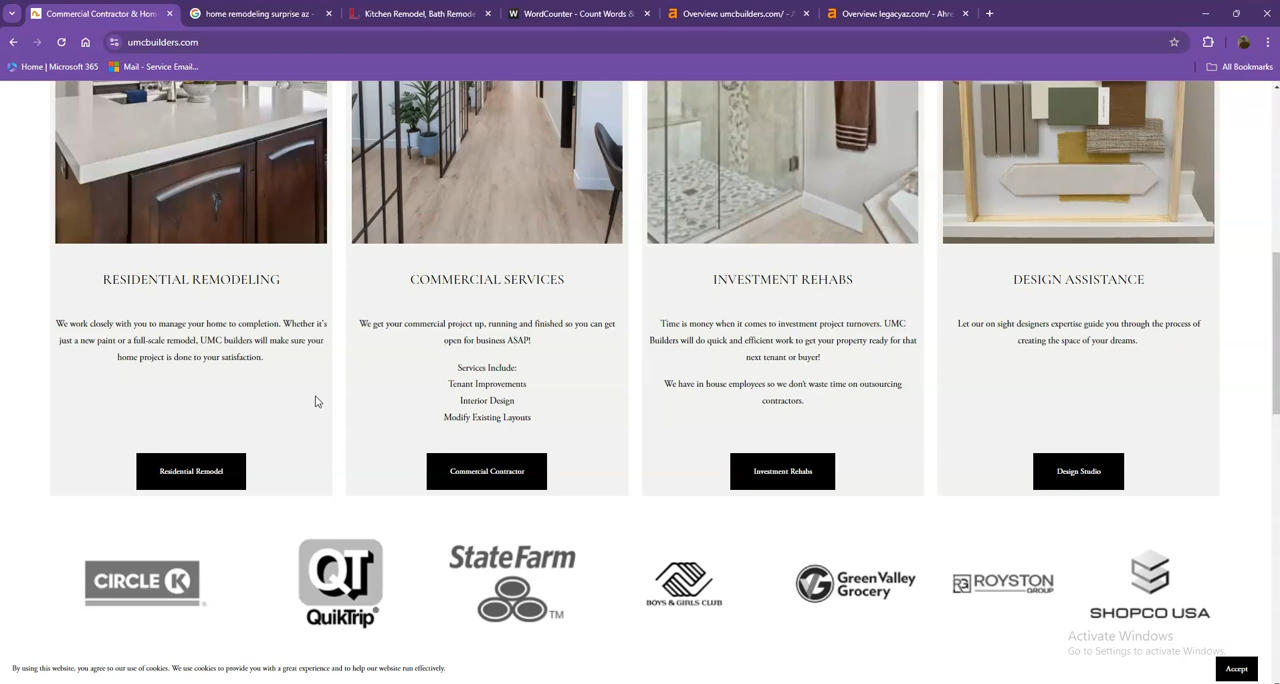 Commercial Contractor & Hom
home remodeling surprise az -
Kitchen Remodel, Bath Remode
WordCounter - Count Words &
Overview: umcbuilders.com/ - A
Overview: legacyaz.com/ - Ahre
umcbuilders.com
Home | Microsoft 365
Mail - Service Email...
All Bookmarks
RESIDENTIAL REMODELING
We work closely with you to manage your home to completion. Whether it's
just a new paint or a full-scale remodel, UMC builders will make sure your
home project is done to your satisfaction.
Residential Remodel
COMMERCIAL SERVICES
We get your commercial project up, running and finished so you can get
open for business ASAP!
Services Include:
Tenant Improvements
Interior Design
Modify Existing Layouts
Commercial Contractor
INVESTMENT REHABS
Time is money when it comes to investment project turnovers. UMC
Builders will do quick and efficient work to get your property ready for that
next tenant or buyer!
We have in house employees so we don't waste time on outsourcing
contractors.
Investment Rehabs
DESIGN ASSISTANCE
Let our on sight designers expertise guide you through the process of
creating the space of your dreams.
Design Studio
CIRCLE K
QT
QuikTrip
State Farm
TM
BOYS & GIRLS CLUB
VG Green Valley
Grocery
RG ROYSTON
GROUP
SHOPCO USA
Activate Windows
Go to Settings to activate Windows.
By using this website, you agree to our use of cookies. We use cookies to provide you with a great experience and to help our website run effectively.
Accept